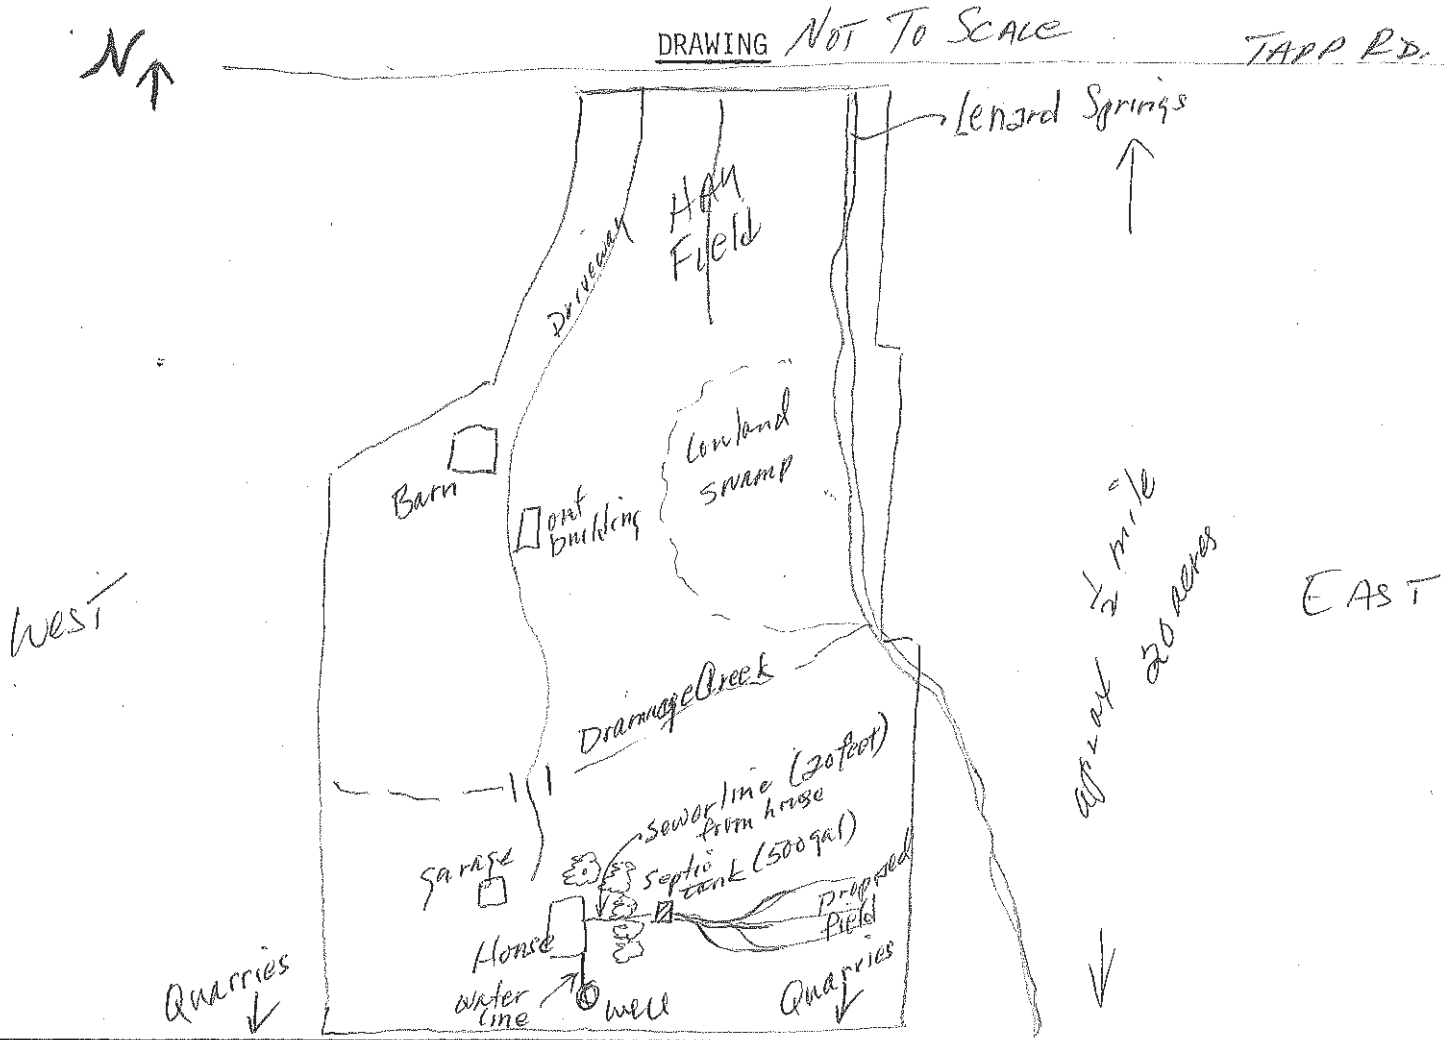 DRAWING NOT TO SCALE
TAPP RD.
N
Lenard Springs
HAY
Field
Driveway
Lowland
swamp
Barn
out
building
West
EAST
aprax 1/2 mile
20 acres
Drainage Creek
sewor line (20 feet)
from house
septic
tank (500 gal)
garage
proposed
field
House
Quarries
Quarries
water
line
well